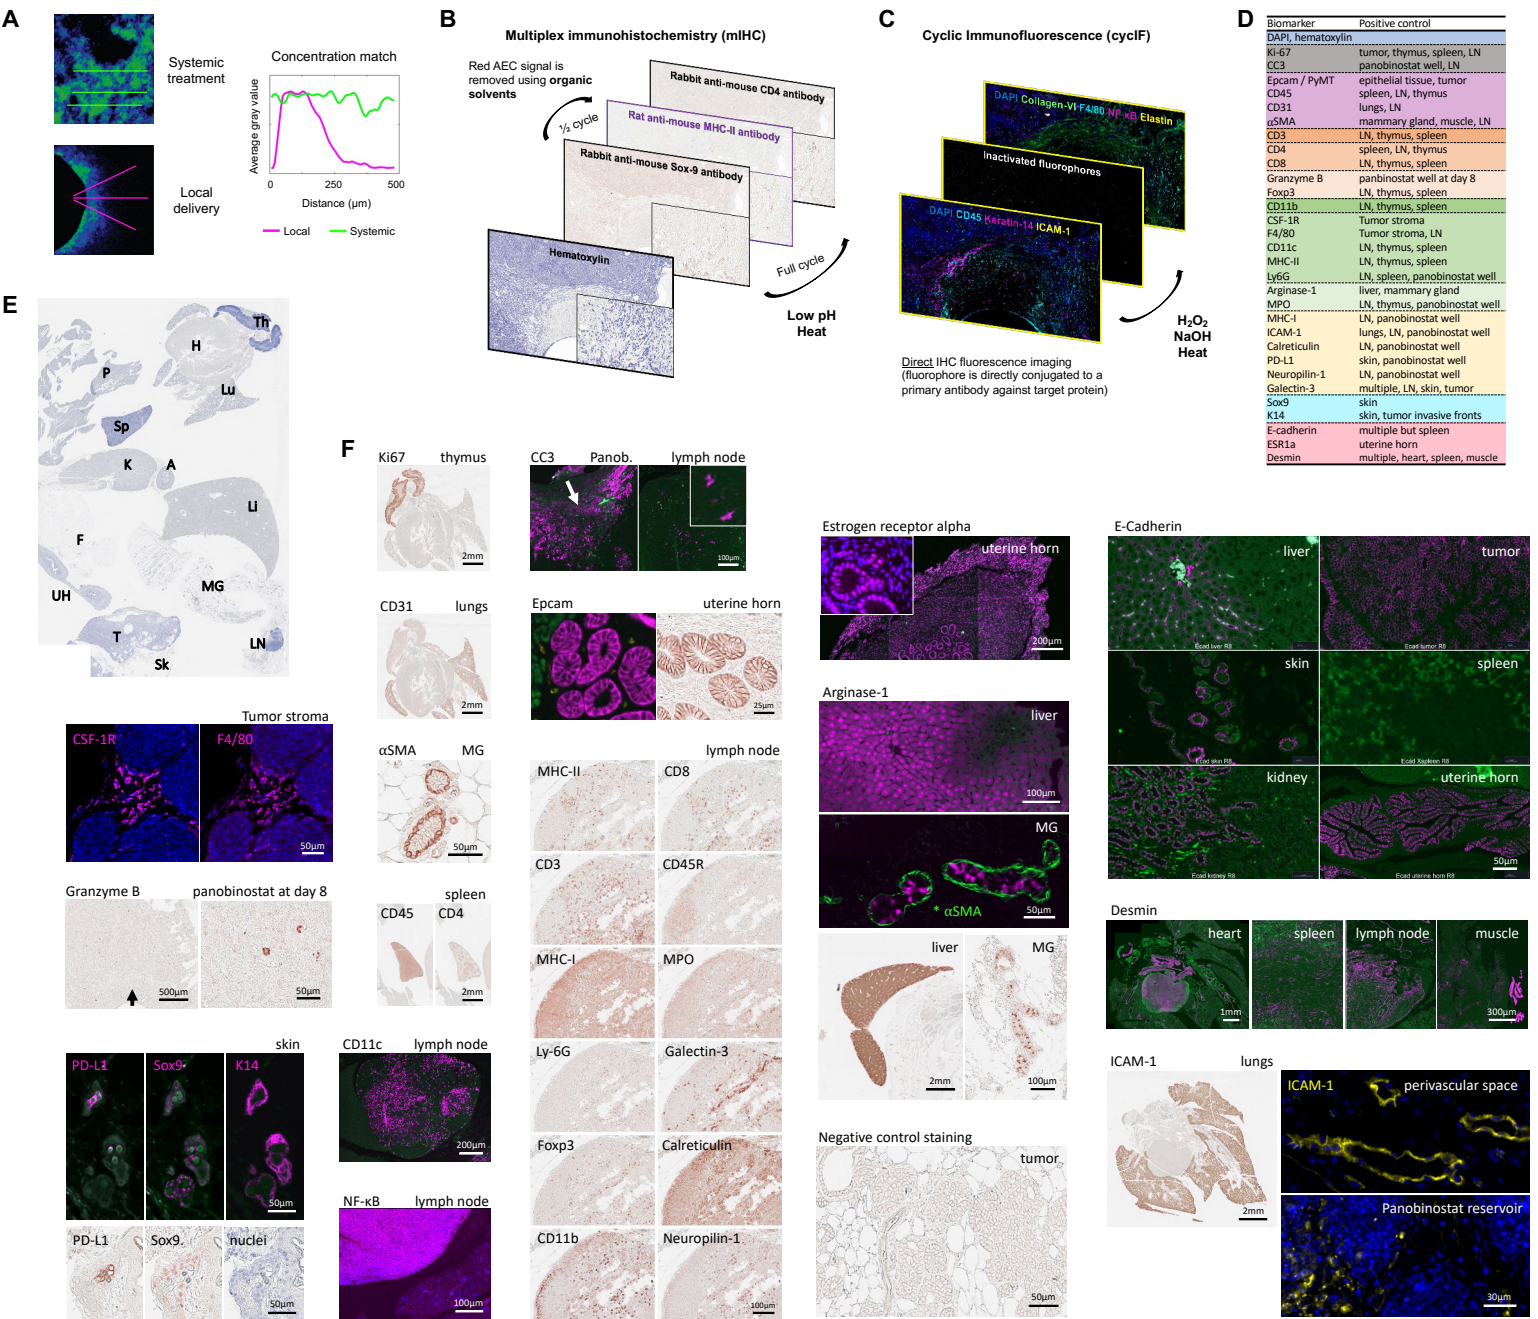 A
Systemic
treatment
Local
delivery
Concentration match
Average gray value
0
250
500
Distance (µm)
Local
Systemic
B
Multiplex immunohistochemistry (mIHC)
Red AEC signal is
removed using organic
solvents
½ cycle
Rabbit anti-mouse CD4 antibody
Rat anti-mouse MHC-II antibody
Rabbit anti-mouse Sox-9 antibody
Hematoxylin
Full cycle
Low pH
Heat
C
Cyclic Immunofluorescence (cycIF)
DAPI Collagen-VI F4/80 NF-κB Elastin
Inactivated fluorophores
DAPI CD45 Keratin-14 ICAM-1
H₂O₂
NaOH
Heat
Direct IHC fluorescence imaging
(fluorophore is directly conjugated to a
primary antibody against target protein)
D
Biomarker Positive control
DAPI, hematoxylin
Ki-67 tumor, thymus, spleen, LN
CC3 panobinostat well, LN
Epcam / PyMT epithelial tissue, tumor
CD45 spleen, LN, thymus
CD31 lungs, LN
αSMA mammary gland, muscle, LN
CD3 LN, thymus, spleen
CD4 spleen, LN, thymus
CD8 LN, thymus, spleen
Granzyme B panbinostat well at day 8
Foxp3 LN, thymus, spleen
CD11b LN, thymus, spleen
CSF-1R Tumor stroma
F4/80 Tumor stroma, LN
CD11c LN, thymus, spleen
MHC-II LN, thymus, spleen
Ly6G LN, spleen, panobinostat well
Arginase-1 liver, mammary gland
MPO LN, thymus, panobinostat well
MHC-I LN, panobinostat well
ICAM-1 lungs, LN, panobinostat well
Calreticulin LN, panobinostat well
PD-L1 skin, panobinostat well
Neuropilin-1 LN, panobinostat well
Galectin-3 multiple, LN, skin, tumor
Sox9 skin
K14 skin, tumor invasive fronts
E-cadherin multiple but spleen
ESR1a uterine horn
Desmin multiple, heart, spleen, muscle
E
Th
H
P
Lu
Sp
K
A
Li
F
MG
UH
T
LN
Sk
F
Ki67 thymus
2mm
CC3 Panob. lymph node
100µm
CD31 lungs
2mm
Epcam uterine horn
25µm
Tumor stroma
CSF-1R
F4/80
50µm
αSMA MG
50µm
Granzyme B panobinostat at day 8
500µm
50µm
spleen
CD45
CD4
2mm
lymph node
MHC-II
CD8
CD3
CD45R
MHC-I
MPO
Ly-6G
Galectin-3
Foxp3
Calreticulin
CD11b
Neuropilin-1
100µm
skin
PD-L1
Sox9
K14
50µm
PD-L1
Sox9
nuclei
50µm
CD11c lymph node
200µm
NF-κB lymph node
100µm
Estrogen receptor alpha
uterine horn
200µm
Arginase-1
liver
100µm
MG
* αSMA
50µm
liver
2mm
MG
100µm
Negative control staining
tumor
50µm
E-Cadherin
liver
Ecad liver R8
tumor
Ecad tumor R8
skin
Ecad skin R8
spleen
Ecad Xspleen R8
kidney
Ecad kidney R8
uterine horn
50µm
Ecad uterine horn R8
Desmin
heart
1mm
spleen
lymph node
muscle
300µm
ICAM-1 lungs
2mm
ICAM-1
perivascular space
Panobinostat reservoir
30µm